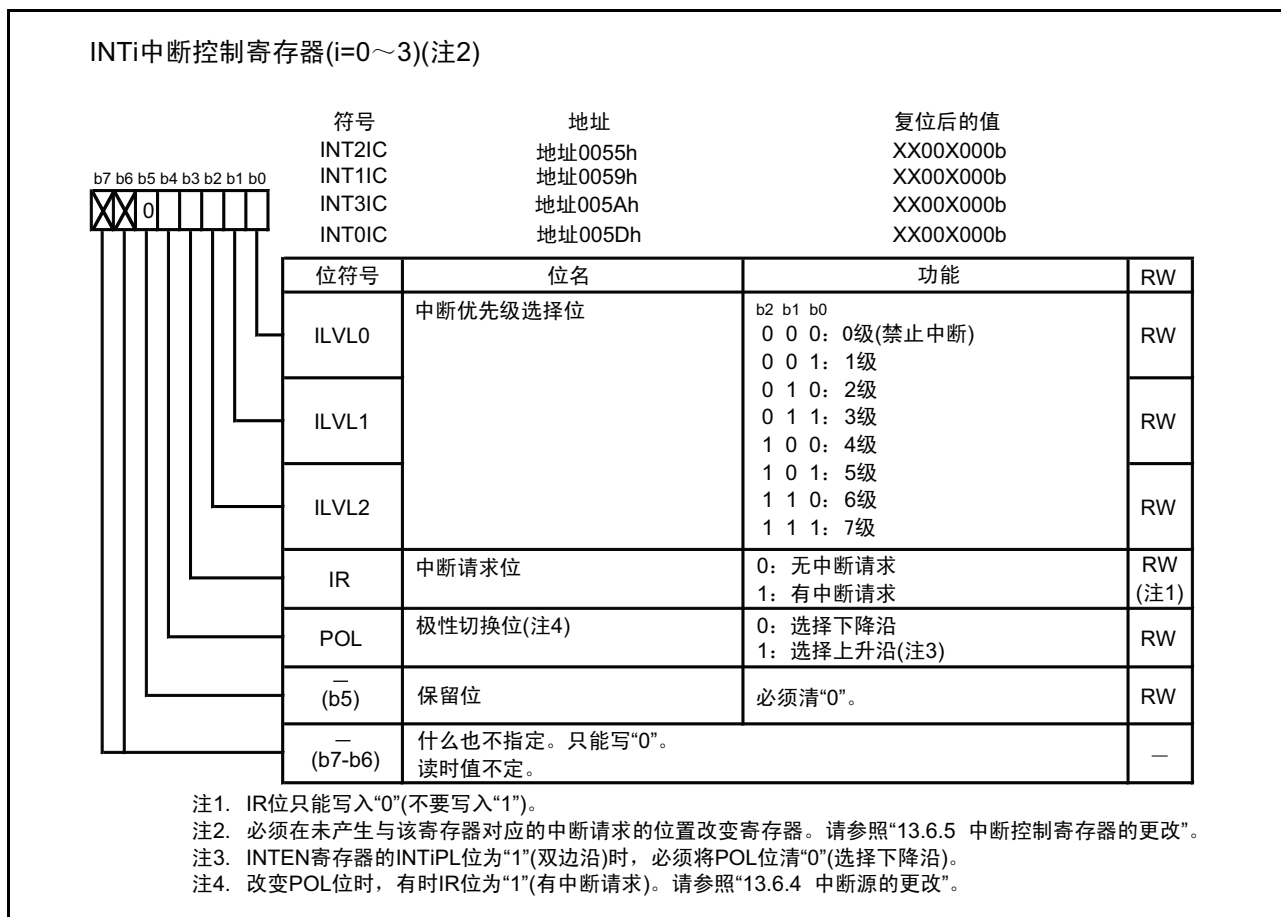 INTi中断控制寄存器(i=0～3)(注2)
符号 地址 复位后的值
INT2IC 地址0055h XX00X000b
INT1IC 地址0059h XX00X000b
INT3IC 地址005Ah XX00X000b
INT0IC 地址005Dh XX00X000b
b7 b6 b5 b4 b3 b2 b1 b0
0
位符号 位名 功能 RW
ILVL0 中断优先级选择位 b2 b1 b0
0 0 0：0级(禁止中断)
0 0 1：1级
RW
0 1 0：2级
ILVL1 0 1 1：3级 RW
1 0 0：4级
1 0 1：5级
ILVL2 1 1 0：6级 RW
1 1 1：7级
IR 中断请求位 0：无中断请求
1：有中断请求
RW
(注1)
POL 极性切换位(注4) 0：选择下降沿
1：选择上升沿(注3)
RW
—
(b5) 保留位 必须清“0”。 RW
—
(b7-b6) 什么也不指定。只能写“0”。
读时值不定。
—
注1. IR位只能写入“0”(不要写入“1”)。
注2. 必须在未产生与该寄存器对应的中断请求的位置改变寄存器。请参照“13.6.5 中断控制寄存器的更改”。
注3. INTEN寄存器的INTiPL位为“1”(双边沿)时，必须将POL位清“0”(选择下降沿)。
注4. 改变POL位时，有时IR位为“1”(有中断请求)。请参照“13.6.4 中断源的更改”。